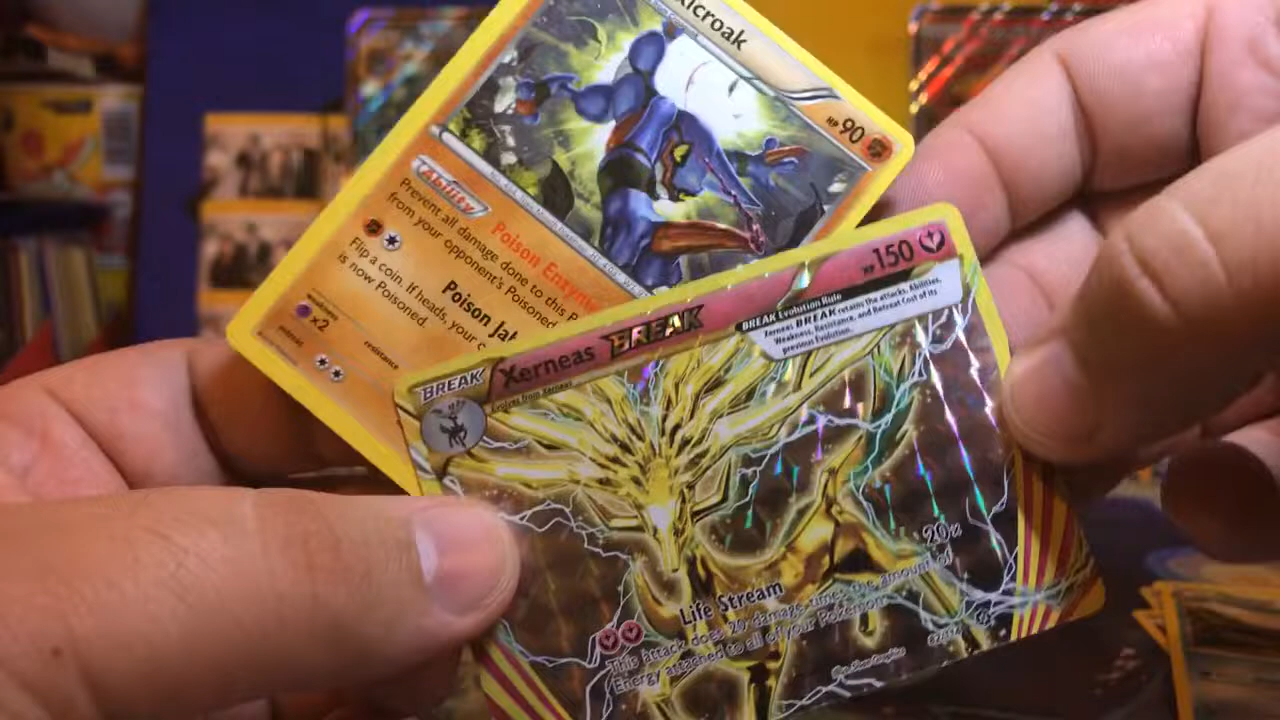 xicroak
HP 90
Ability
Poison Enzyme
Prevent all damage done to this P
from your opponent's Poisoned
Poison Jab
Flip a coin. If heads, your o
is now Poisoned.
weakness
x2
resistance
retreat
BREAK
Xerneas BREAK
HP 150
Evolves from Xerneas
BREAK Evolution Rule
Xerneas BREAK retains the attacks, Abilities,
Weakness, Resistance, and Retreat Cost of its
previous Evolution.
Life Stream
20x
This attack does 20 damage times the amount of
Energy attached to all of your Pokémon.